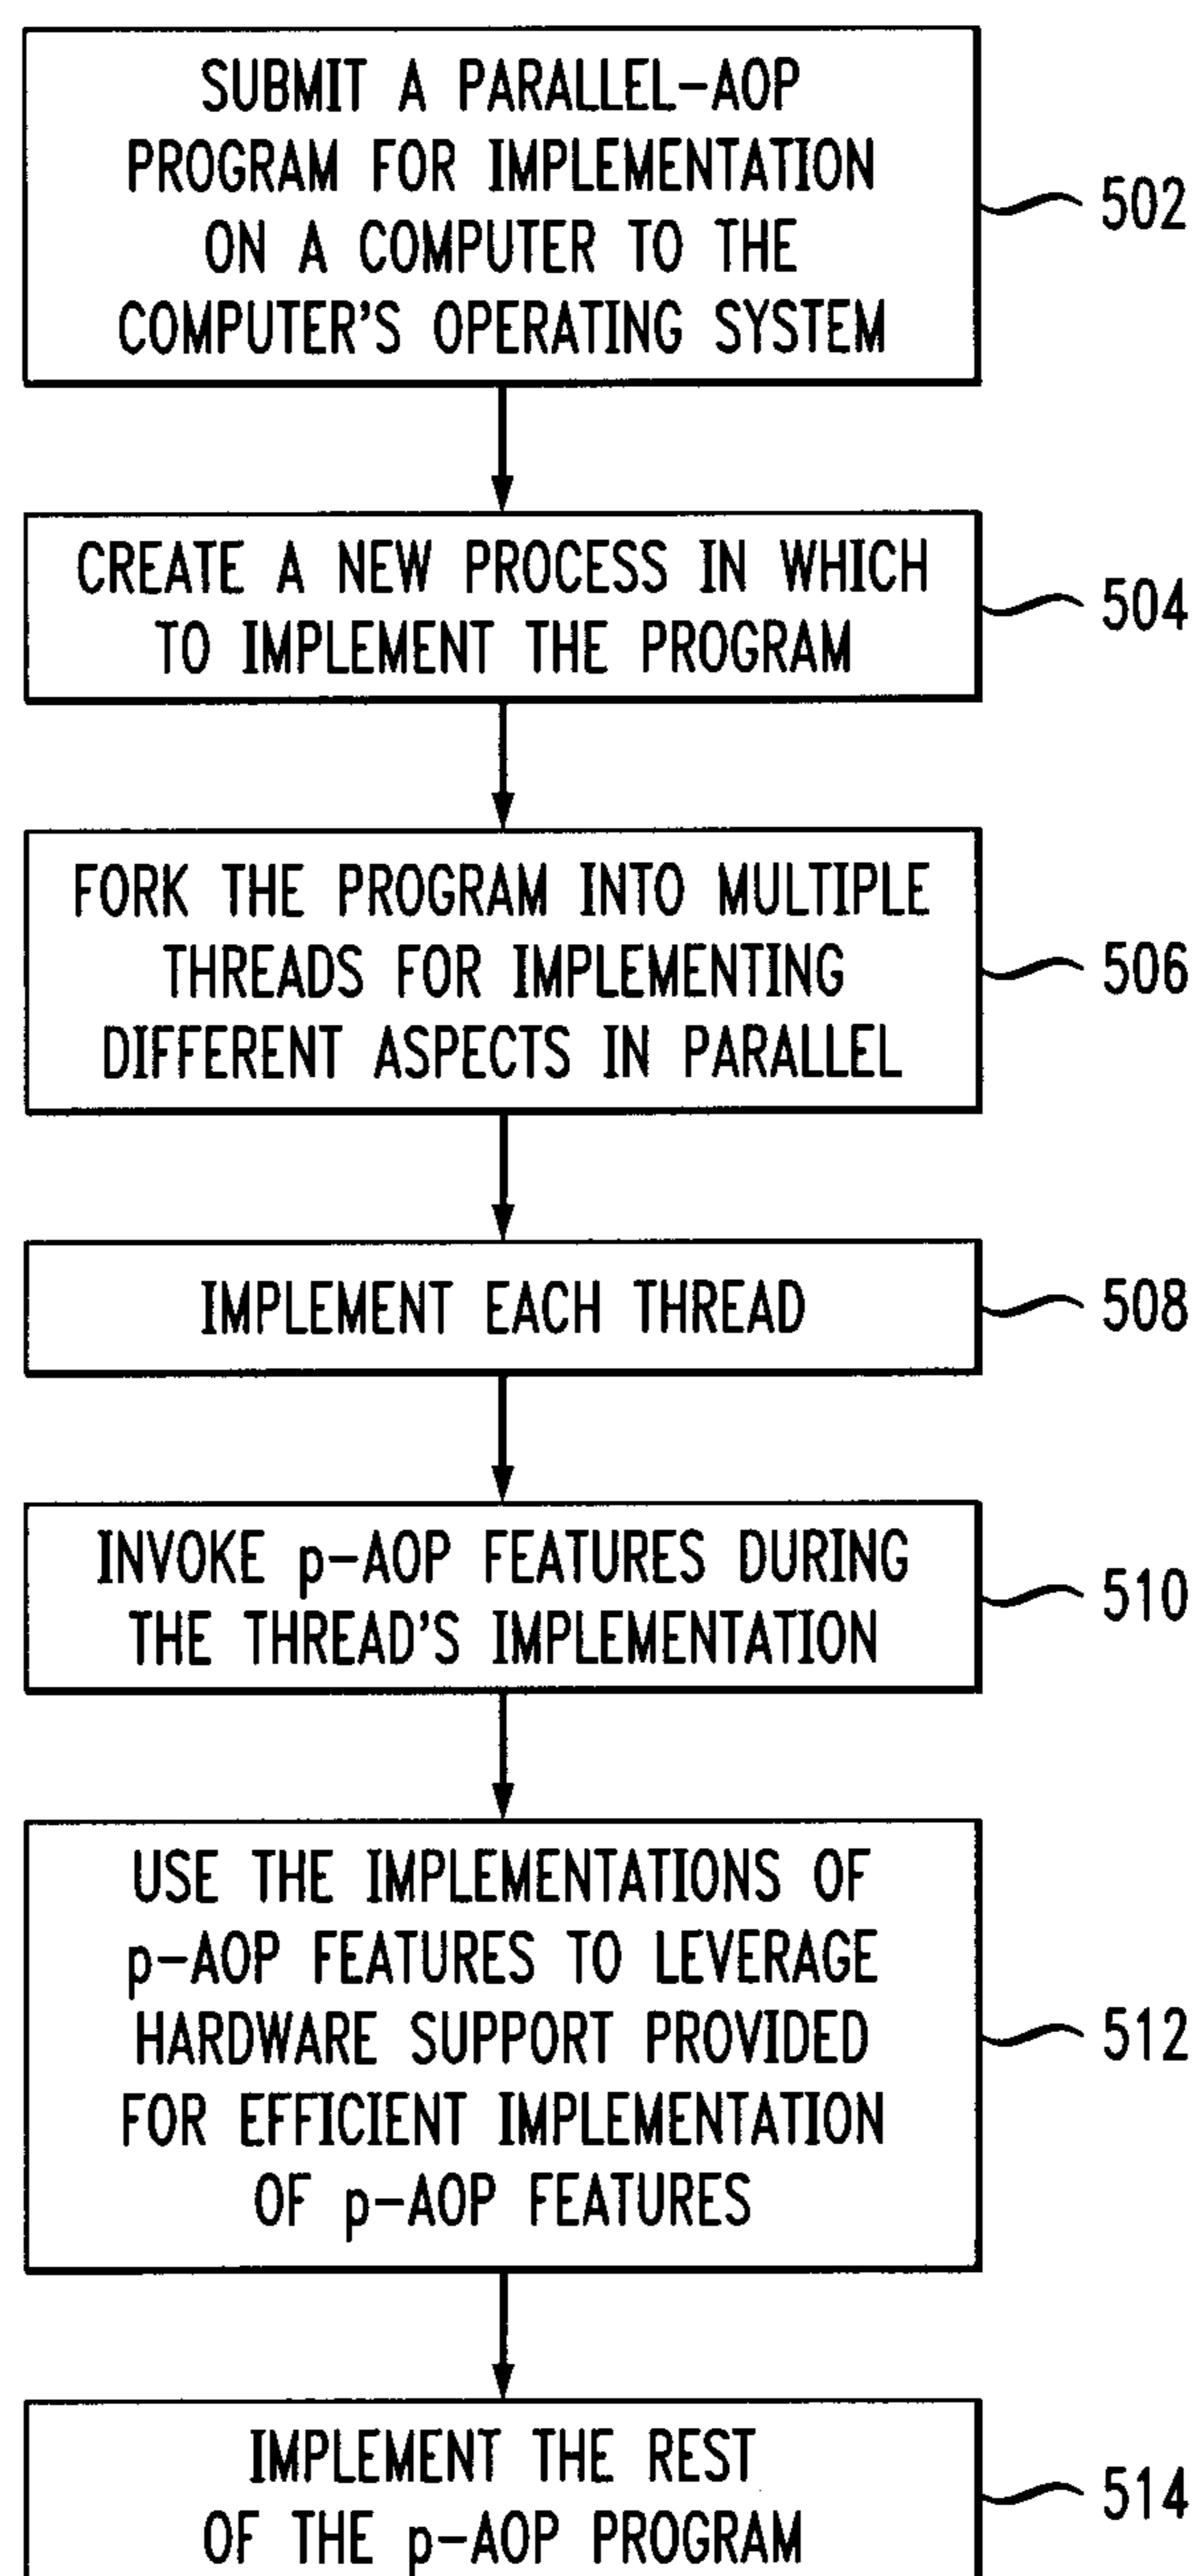 SUBMIT A PARALLEL-AOP
PROGRAM FOR IMPLEMENTATION
ON A COMPUTER TO THE
COMPUTER'S OPERATING SYSTEM
502
CREATE A NEW PROCESS IN WHICH
TO IMPLEMENT THE PROGRAM
504
FORK THE PROGRAM INTO MULTIPLE
THREADS FOR IMPLEMENTING
DIFFERENT ASPECTS IN PARALLEL
506
IMPLEMENT EACH THREAD
508
INVOKE p-AOP FEATURES DURING
THE THREAD'S IMPLEMENTATION
510
USE THE IMPLEMENTATIONS OF
p-AOP FEATURES TO LEVERAGE
HARDWARE SUPPORT PROVIDED
FOR EFFICIENT IMPLEMENTATION
OF p-AOP FEATURES
512
IMPLEMENT THE REST
OF THE p-AOP PROGRAM
514